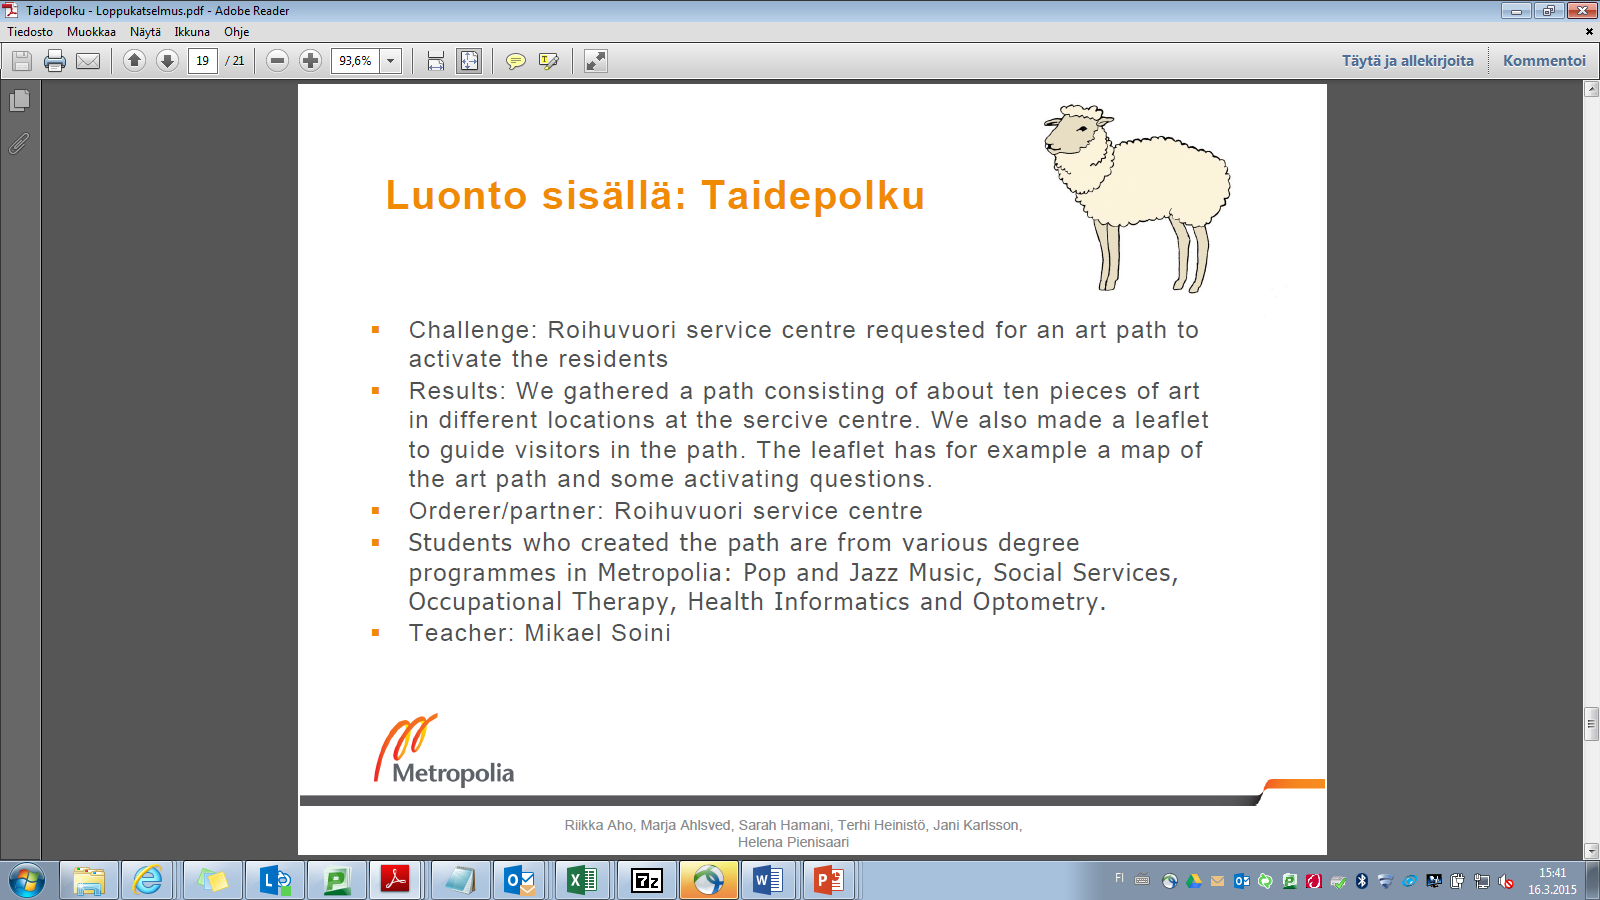 Taidepolku - Loppukatselmus.pdf - Adobe Reader
Tiedosto Muokkaa Näytä Ikkuna Ohje
19 / 21 93,6% Täytä ja allekirjoita Kommentoi
Luonto sisällä: Taidepolku
▪ Challenge: Roihuvuori service centre requested for an art path to
activate the residents
▪ Results: We gathered a path consisting of about ten pieces of art
in different locations at the sercive centre. We also made a leaflet
to guide visitors in the path. The leaflet has for example a map of
the art path and some activating questions.
▪ Orderer/partner: Roihuvuori service centre
▪ Students who created the path are from various degree
programmes in Metropolia: Pop and Jazz Music, Social Services,
Occupational Therapy, Health Informatics and Optometry.
▪ Teacher: Mikael Soini
Metropolia
Riikka Aho, Marja Ahlsved, Sarah Hamani, Terhi Heinistö, Jani Karlsson,
Helena Pienisaari
7z
FI
15:41
16.3.2015